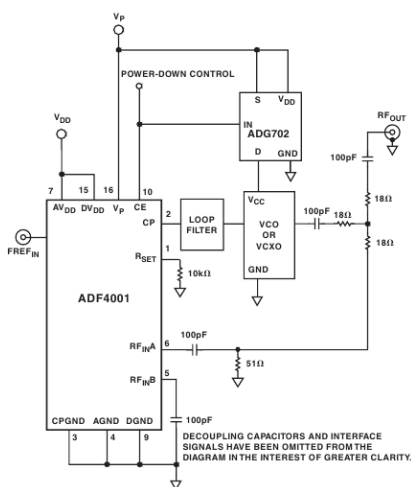 VP
POWER-DOWN CONTROL
VDD
S VDD
ADG702
IN
D GND
RFOUT
100pF
7 15 16 10
AVDD DVDD VP CE
CP 2
LOOP
FILTER
VCC
VCO
OR
VCXO
GND
100pF
18Ω
18Ω
18Ω
FREFIN
1
RSET
10kΩ
ADF4001
100pF
RFINA 6
51Ω
5
RFINB
100pF
CPGND AGND DGND
3 4 9
DECOUPLING CAPACITORS AND INTERFACE
SIGNALS HAVE BEEN OMITTED FROM THE
DIAGRAM IN THE INTEREST OF GREATER CLARITY.